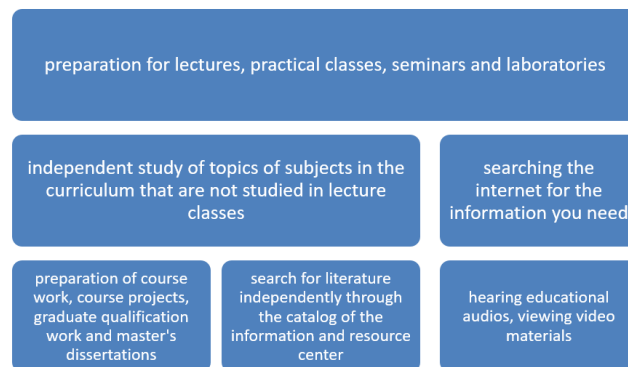 preparation for lectures, practical classes, seminars and laboratories
independent study of topics of subjects in the
curriculum that are not studied in lecture
classes
searching the
internet for the
information you need
preparation of course
work, course projects,
graduate qualification
work and master's
dissertations
search for literature
independently through
the catalog of the
information and resource
center
hearing educational
audios, viewing video
materials